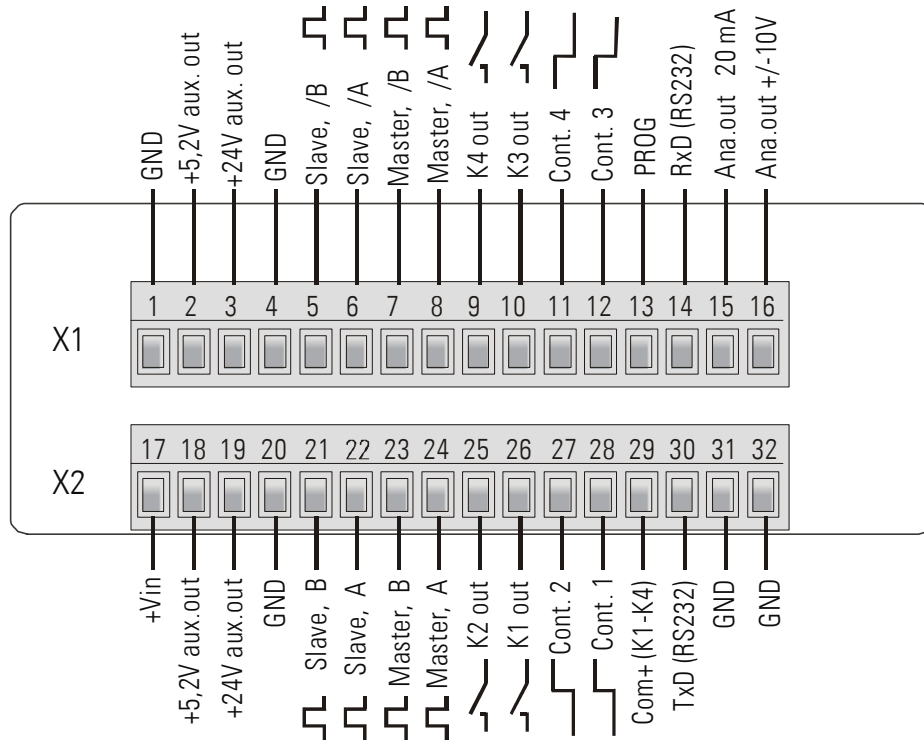 GND
+5,2V aux. out
+24V aux. out
GND
Slave, /B
Slave, /A
Master, /B
Master, /A
K4 out
K3 out
Cont. 4
Cont. 3
PROG
RxD (RS232)
Ana.out 20 mA
Ana.out +/-10V
X1
1 2 3 4 5 6 7 8 9 10 11 12 13 14 15 16
X2
17 18 19 20 21 22 23 24 25 26 27 28 29 30 31 32
+Vin
+5,2V aux.out
+24V aux.out
GND
Slave, B
Slave, A
Master, B
Master, A
K2 out
K1 out
Cont. 2
Cont. 1
Com+ (K1-K4)
TxD (RS232)
GND
GND